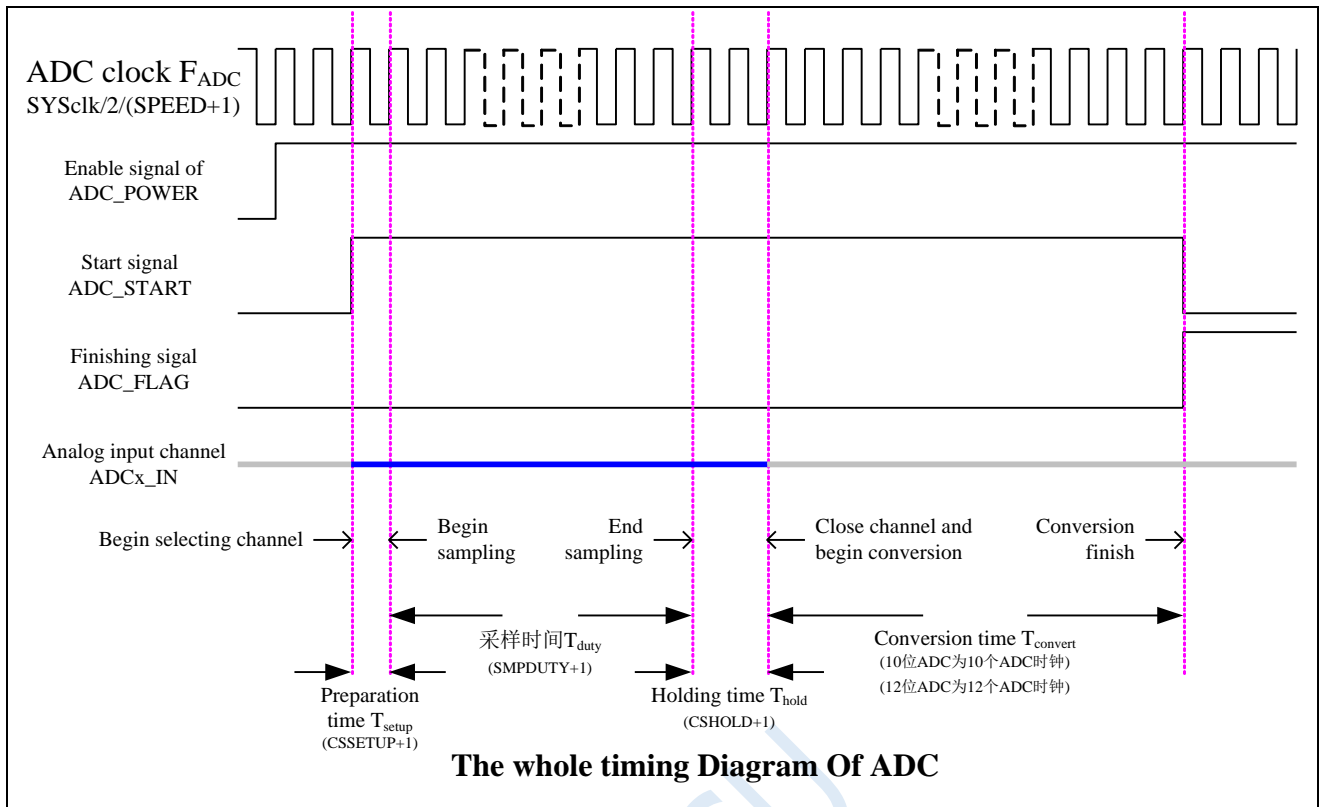 ADC clock FADC
SYSclk/2/(SPEED+1)
Enable signal of
ADC_POWER
Start signal
ADC_START
Finishing sigal
ADC_FLAG
Analog input channel
ADCx_IN
Begin selecting channel
Begin
sampling
End
sampling
Close channel and
begin conversion
Conversion
finish
采样时间Tduty
(SMPDUTY+1)
Conversion time Tconvert
(10位ADC为10个ADC时钟)
(12位ADC为12个ADC时钟)
Preparation
time Tsetup
(CSSETUP+1)
Holding time Thold
(CSHOLD+1)
The whole timing Diagram Of ADC